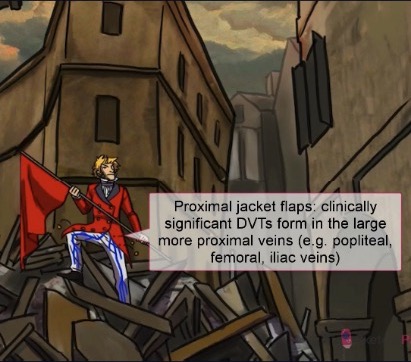 Proximal jacket flaps: clinically
significant DVTs form in the large
more proximal veins (e.g. popliteal,
femoral, iliac veins)